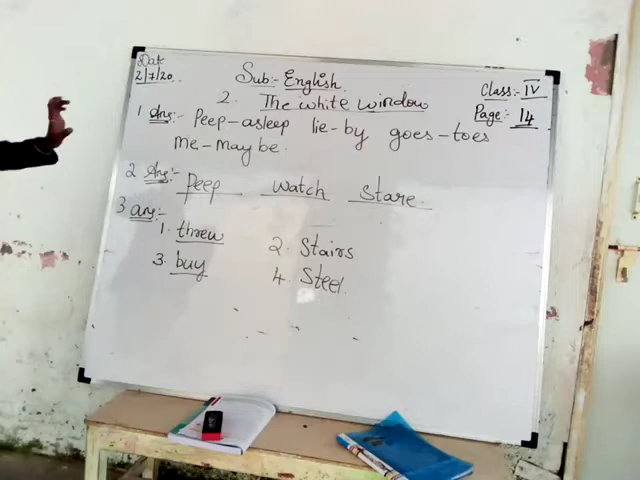 Date
2/7/20
Sub:- English
Class:- IV
2. The white window
Page:- 14
1 Ans:- Peep-asleep lie-by goes-toes
me-maybe.
2 Ans:- Peep watch stare.
3 ans:-
1. threw 2. Stairs
3. buy 4. Steel.